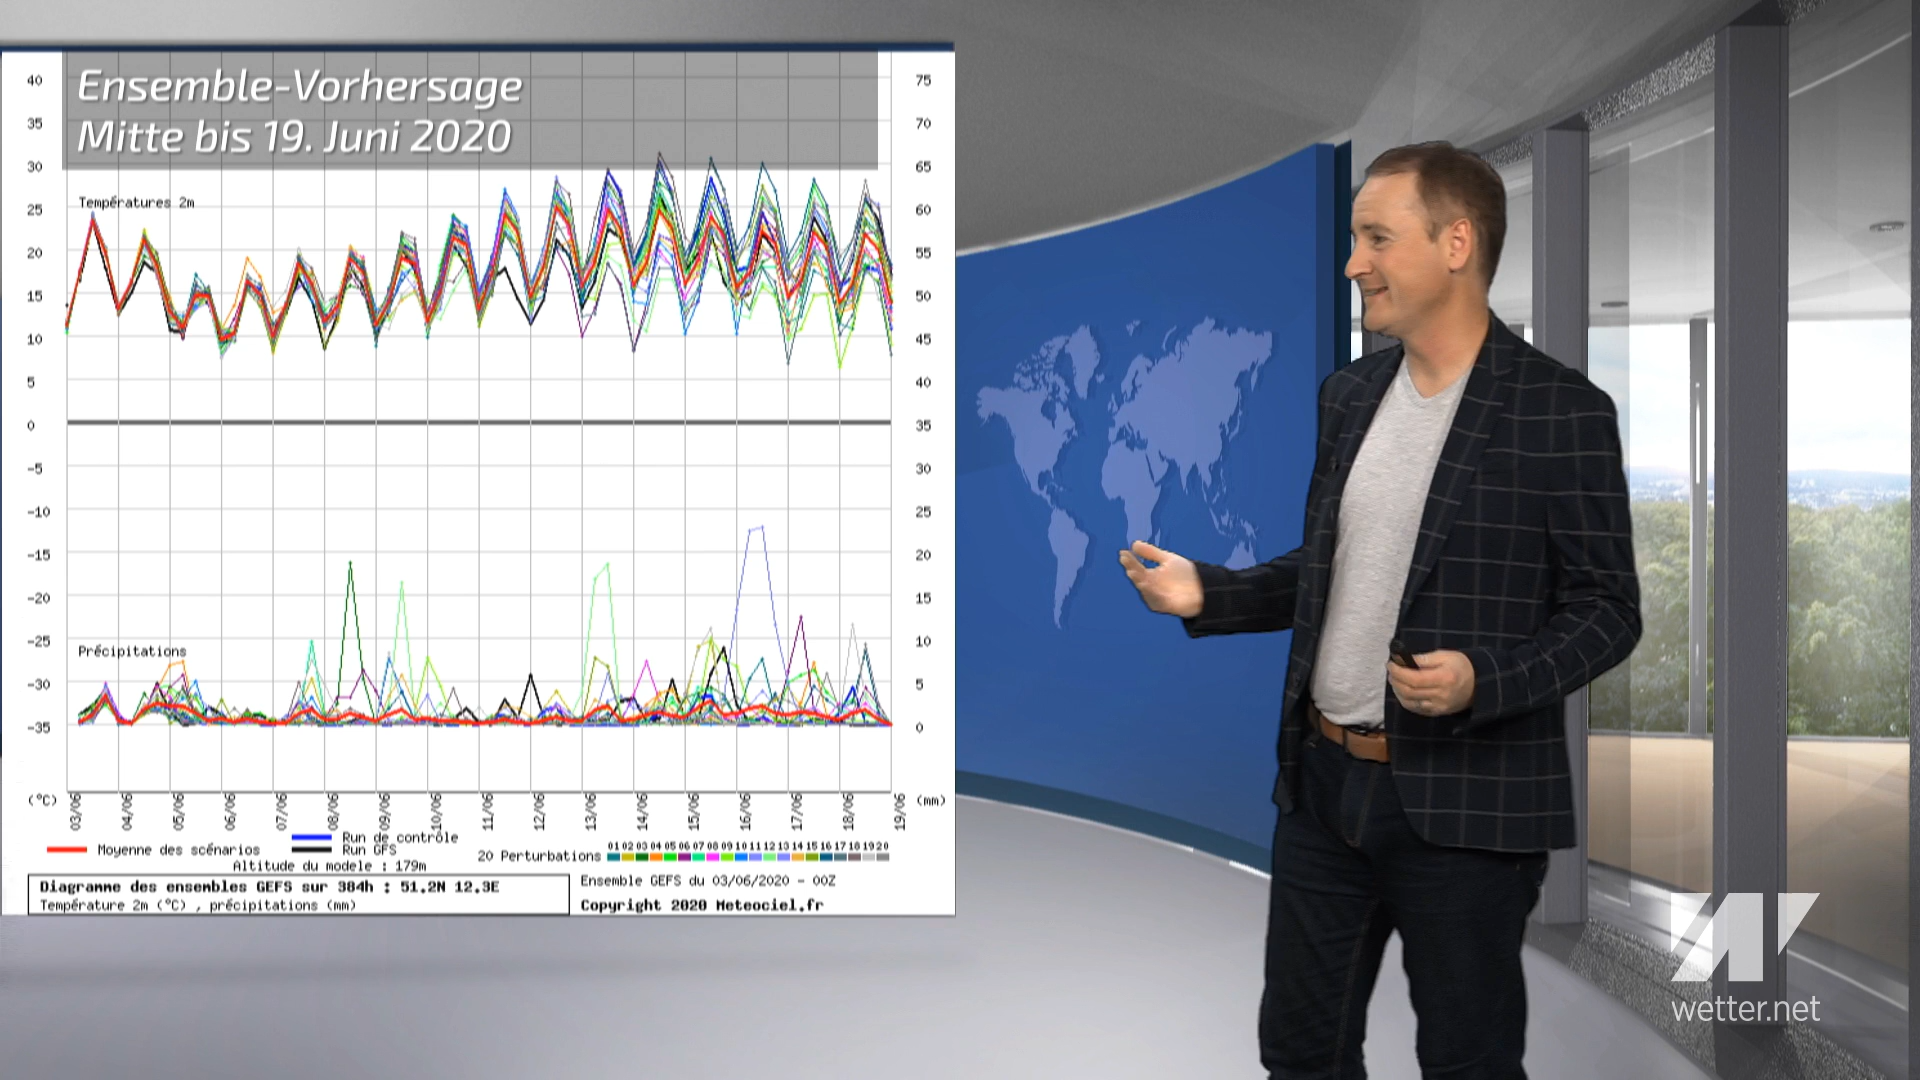 Ensemble-Vorhersage
Mitte bis 19. Juni 2020
Températures 2m
40
35
30
25
20
15
10
5
0
-5
-10
-15
-20
-25
-30
-35
(°C)
75
70
65
60
55
50
45
40
35
30
25
20
15
10
5
0
(mm)
Précipitations
03/06 04/06 05/06 06/06 07/06 08/06 09/06 10/06 11/06 12/06 13/06 14/06 15/06 16/06 17/06 18/06 19/06
Moyenne des scénarios
Run de contrôle
Run GFS
Altitude du modele : 179m
01 02 03 04 05 06 07 08 09 10 11 12 13 14 15 16 17 18 19 20
20 Perturbations
Diagramme des ensembles GEFS sur 384h : 51.2N 12.3E
Température 2m (°C) , précipitations (mm)
Ensemble GEFS du 03/06/2020 - 00Z
Copyright 2020 Meteociel.fr
wetter.net